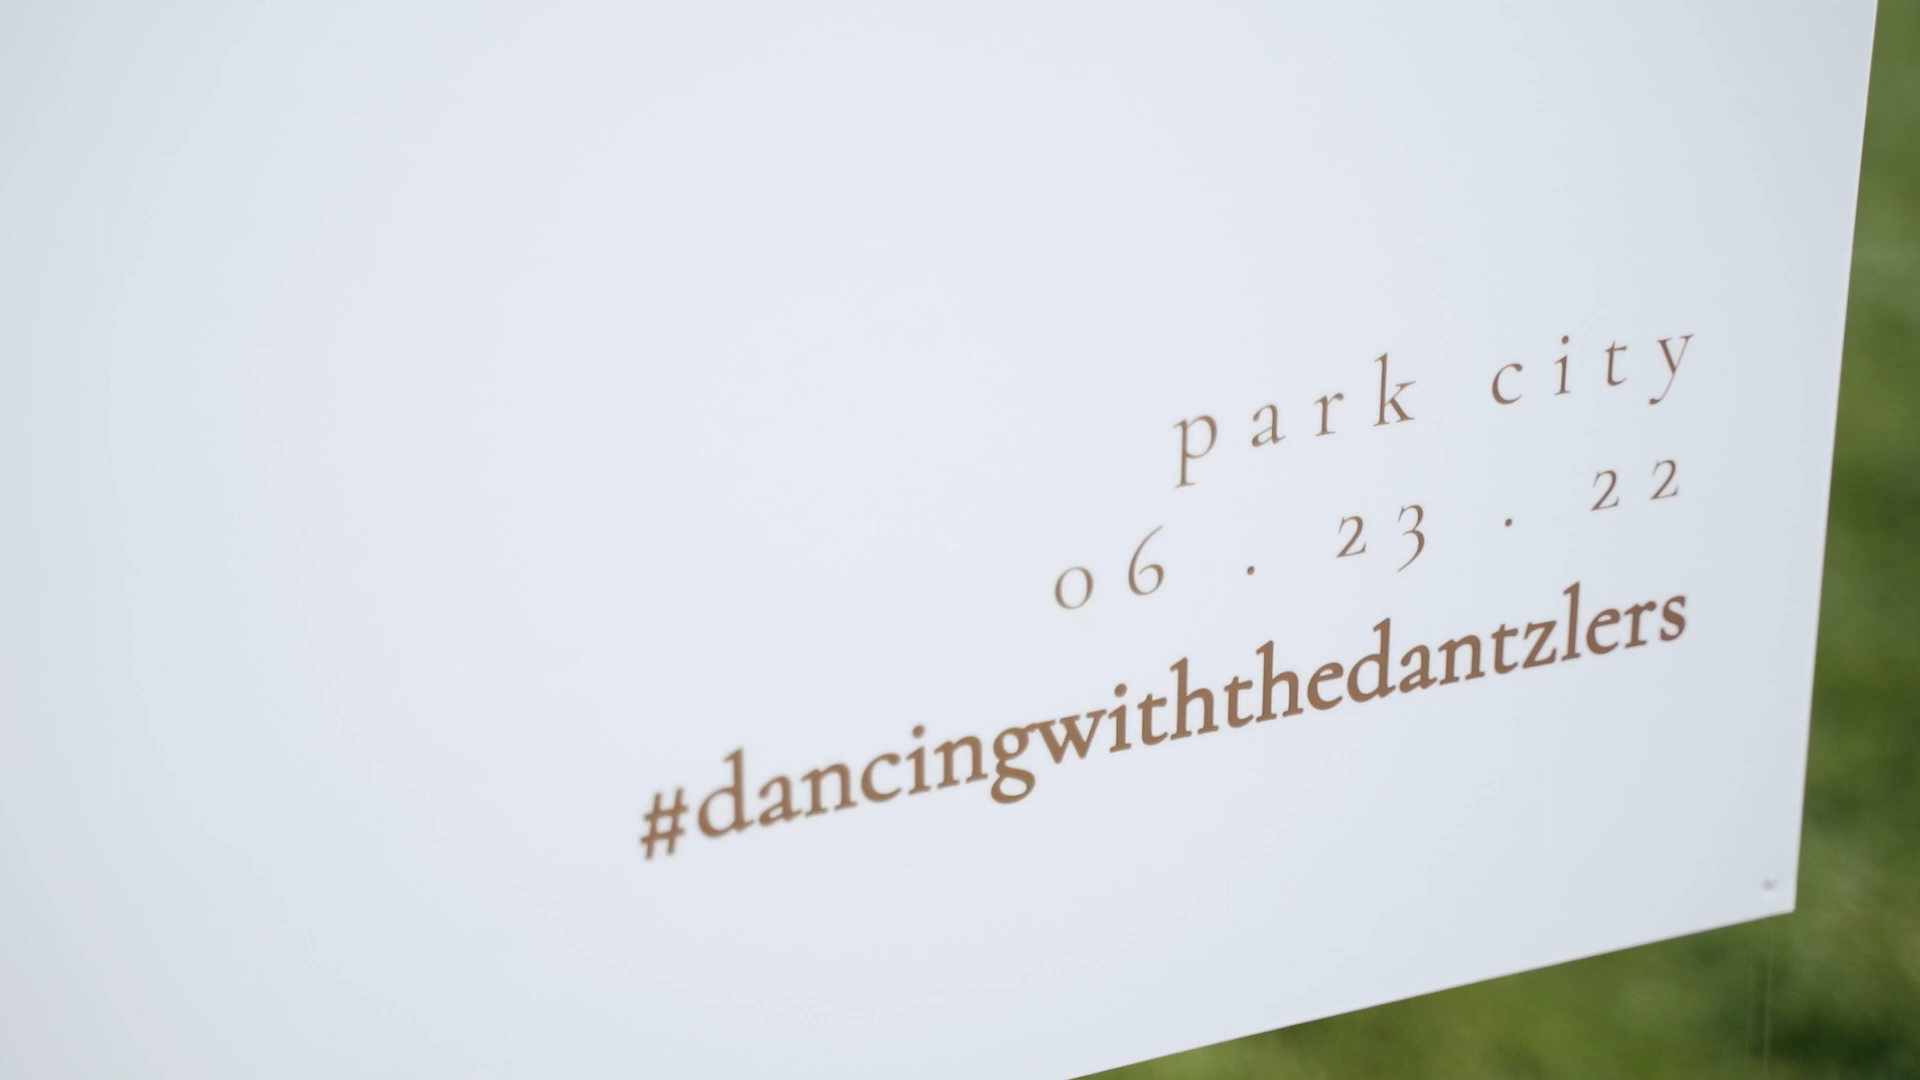 park city
06 . 23 . 22
#dancingwiththedantzlers